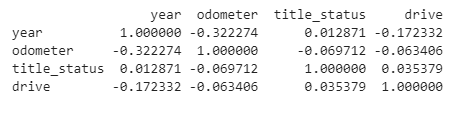 year odometer title_status drive
year 1.000000 -0.322274 0.012871 -0.172332
odometer -0.322274 1.000000 -0.069712 -0.063406
title_status 0.012871 -0.069712 1.000000 0.035379
drive -0.172332 -0.063406 0.035379 1.000000